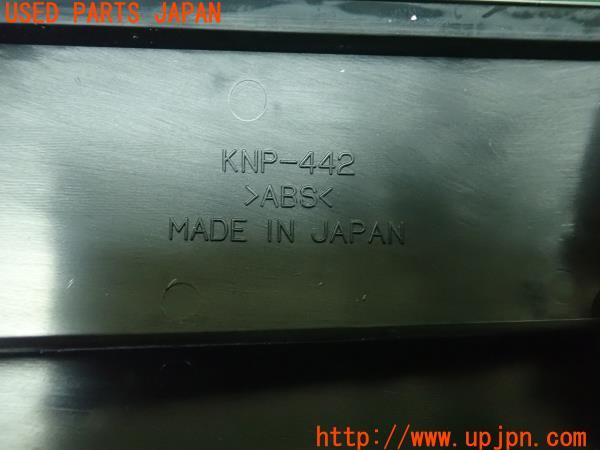 USED PARTS JAPAN
KNP-442
>ABS<
MADE IN JAPAN
http://www.upjpn.com